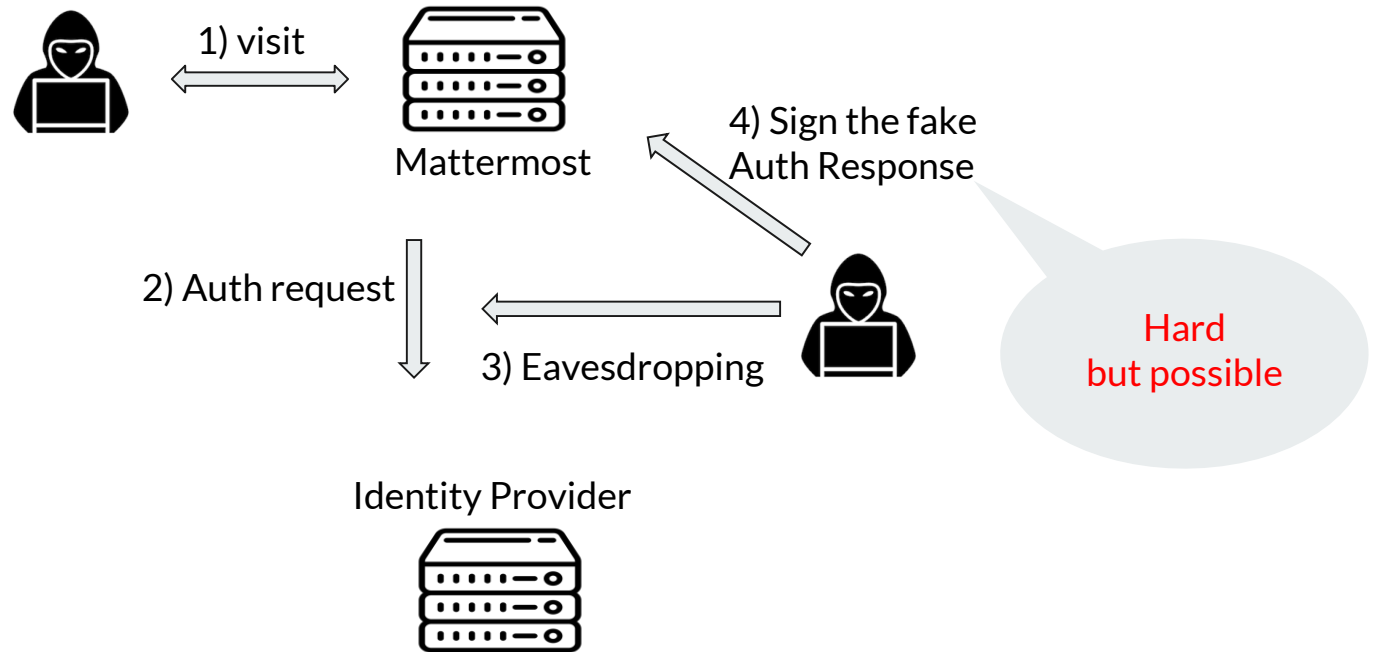 1) visit
Mattermost
4) Sign the fake
Auth Response
2) Auth request
3) Eavesdropping
Hard
but possible
Identity Provider